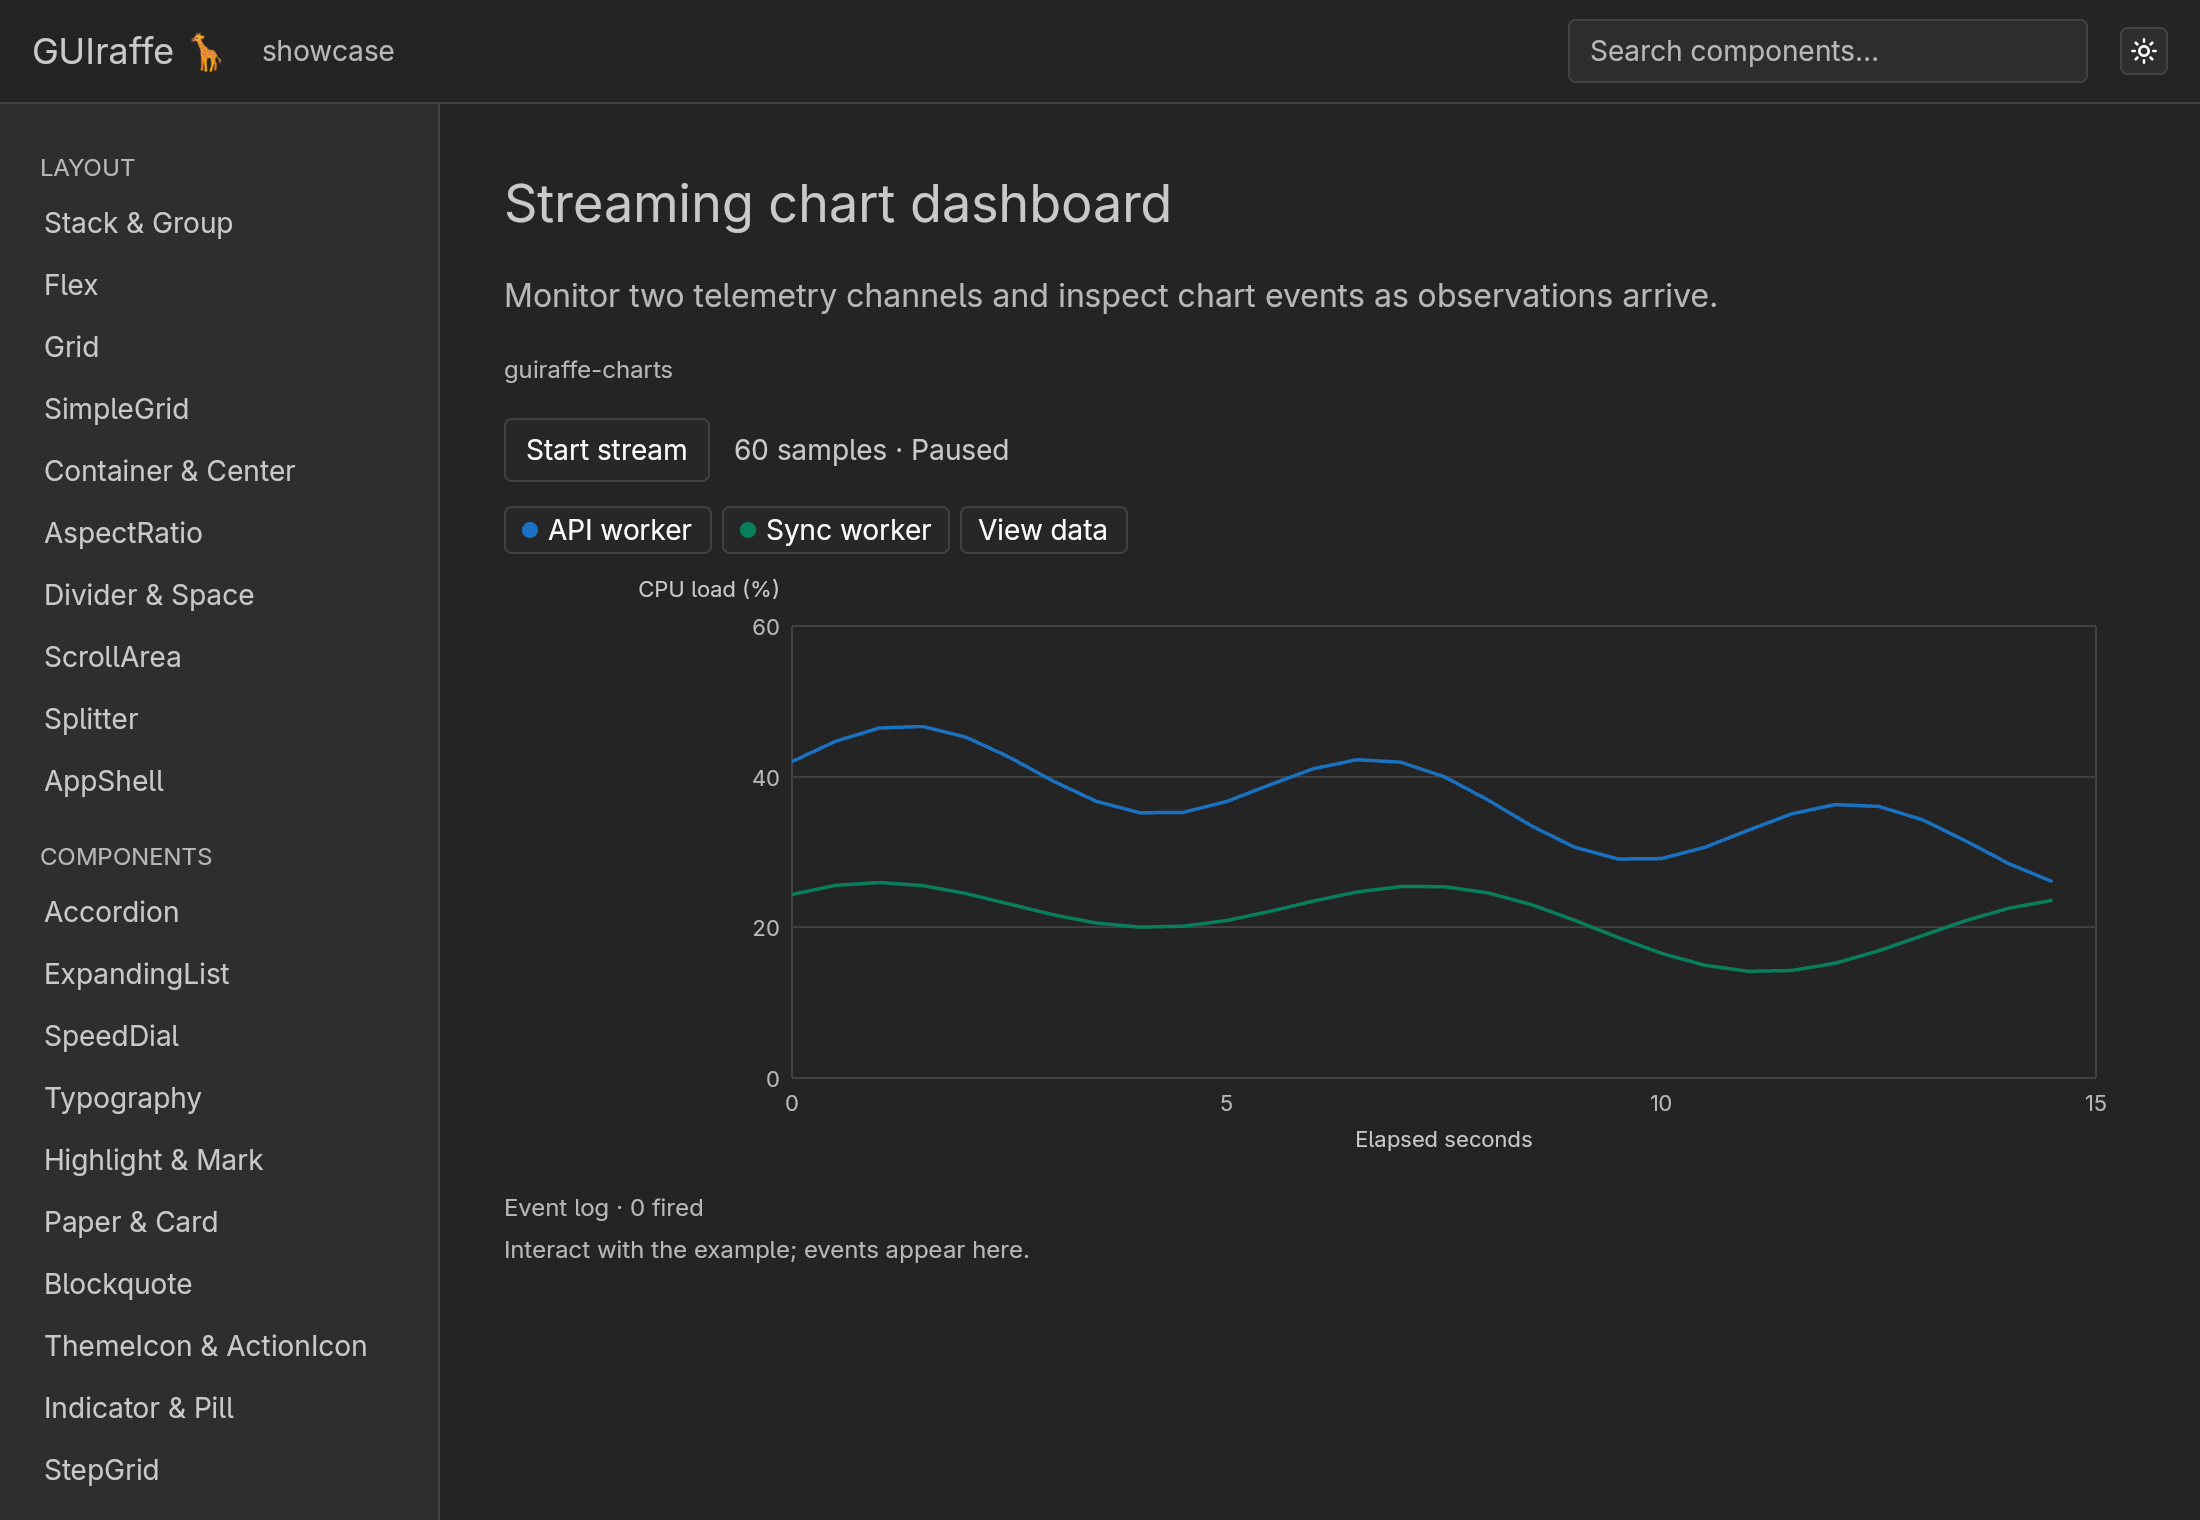 GUIraffe 🦒 showcase
Search components...
LAYOUT
Stack & Group
Flex
Grid
SimpleGrid
Container & Center
AspectRatio
Divider & Space
ScrollArea
Splitter
AppShell
COMPONENTS
Accordion
ExpandingList
SpeedDial
Typography
Highlight & Mark
Paper & Card
Blockquote
ThemeIcon & ActionIcon
Indicator & Pill
StepGrid
Streaming chart dashboard
Monitor two telemetry channels and inspect chart events as observations arrive.
guiraffe-charts
Start stream 60 samples · Paused
API worker Sync worker View data
CPU load (%)
60
40
20
0
0 5 10 15
Elapsed seconds
Event log · 0 fired
Interact with the example; events appear here.